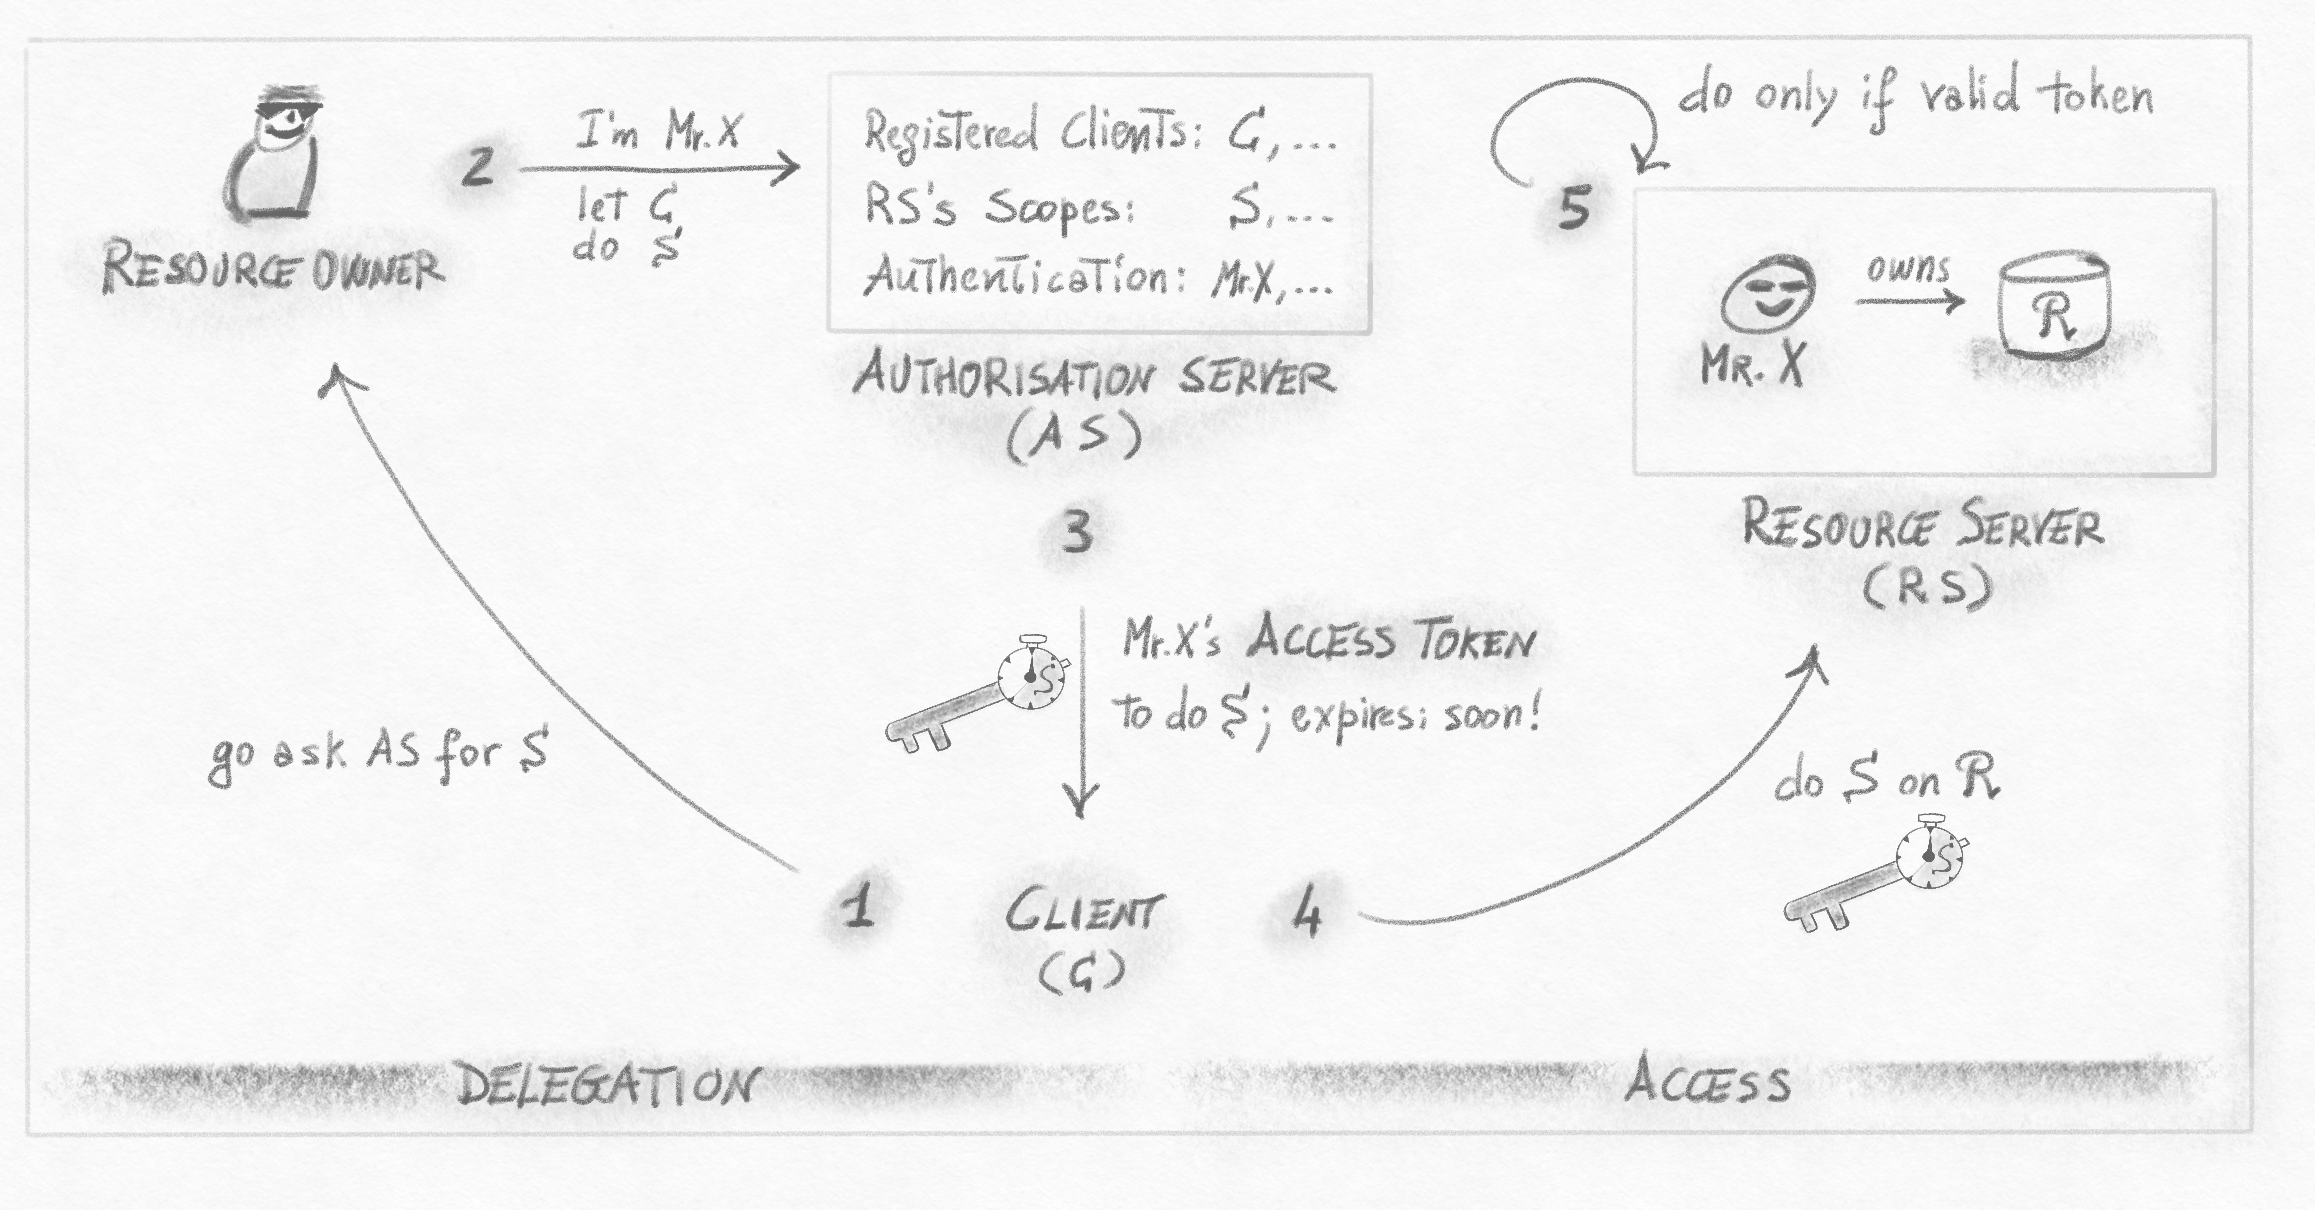 2
I'm Mr. X
let C
do S
RESOURCE OWNER
Registered Clients: C, ...
RS's Scopes: S, ...
Authentication: Mr.X, ...
AUTHORISATION SERVER
(AS)
do only if valid token
5
owns
R
MR. X
RESOURCE SERVER
(RS)
3
Mr.X's ACCESS TOKEN
to do S; expires: soon!
S
go ask AS for S
1
CLIENT
(C)
4
do S on R
S
DELEGATION
ACCESS